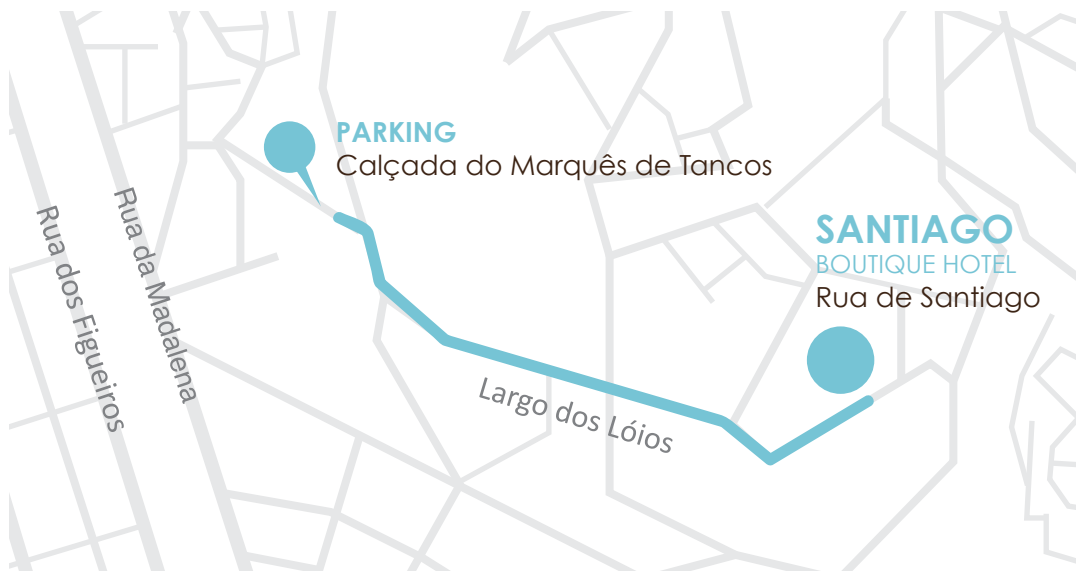 PARKING
Calçada do Marquês de Tancos
Rua da Madalena
Rua dos Figueiros
SANTIAGO
BOUTIQUE HOTEL
Rua de Santiago
Largo dos Lóios